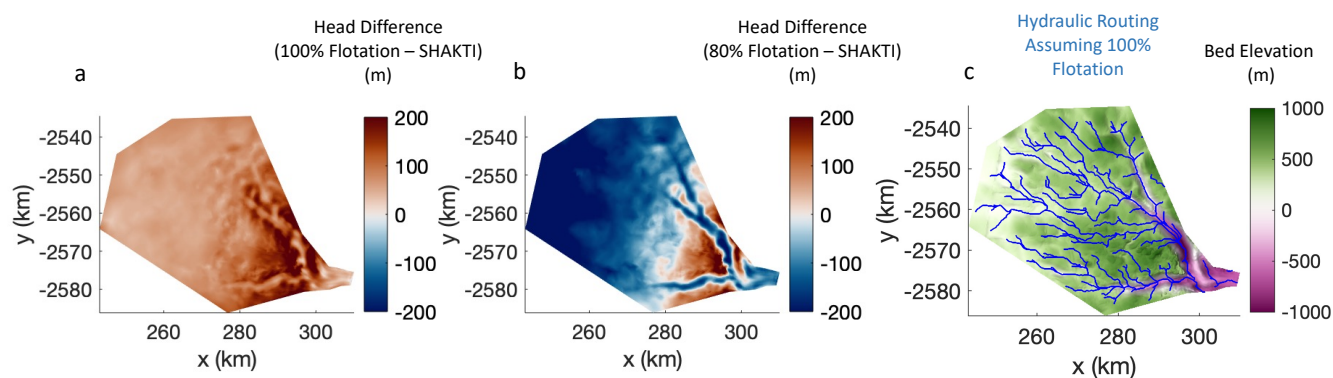 Head Difference
(100% Flotation – SHAKTI)
(m)
a
200
100
0
-100
-200
-2540
-2550
-2560
-2570
-2580
y (km)
260
280
300
x (km)
Head Difference
(80% Flotation – SHAKTI)
(m)
b
200
100
0
-100
-200
-2540
-2550
-2560
-2570
-2580
y (km)
260
280
300
x (km)
Hydraulic Routing
Assuming 100%
Flotation
Bed Elevation
(m)
c
1000
500
0
-500
-1000
-2540
-2550
-2560
-2570
-2580
y (km)
260
280
300
x (km)